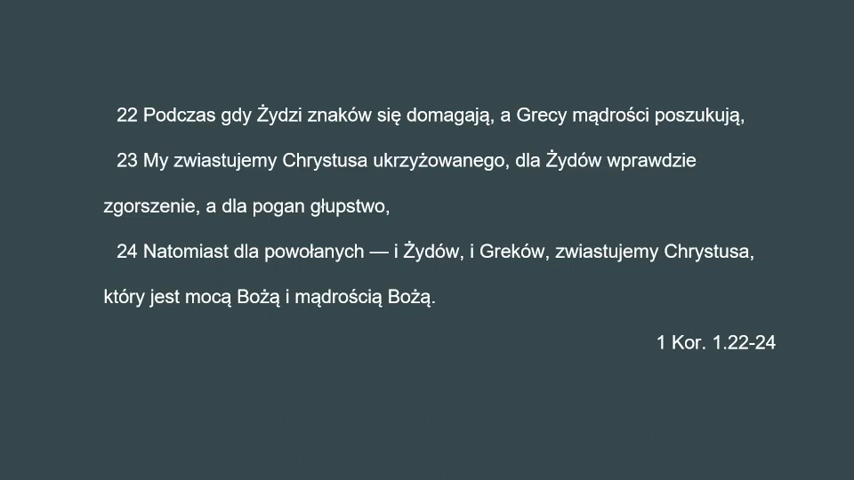 22 Podczas gdy Żydzi znaków się domagają, a Grecy mądrości poszukują,
23 My zwiastujemy Chrystusa ukrzyżowanego, dla Żydów wprawdzie
zgorszenie, a dla pogan głupstwo,
24 Natomiast dla powołanych — i Żydów, i Greków, zwiastujemy Chrystusa,
który jest mocą Bożą i mądrością Bożą.
1 Kor. 1.22-24